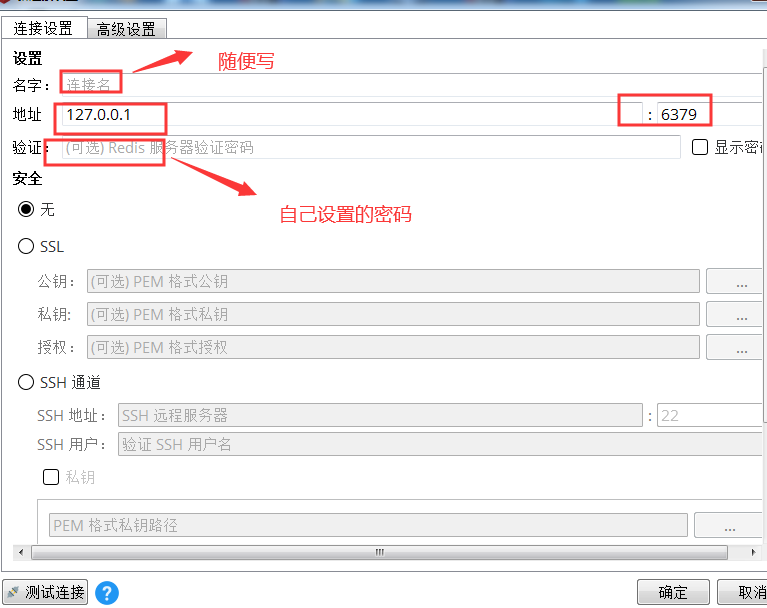 连接设置 高级设置
设置
随便写
名字： 连接名
地址 127.0.0.1 : 6379
验证： (可选) Redis 服务器验证密码 显示密
安全
自己设置的密码
无
SSL
公钥： (可选) PEM 格式公钥 ...
私钥: (可选) PEM 格式私钥 ...
授权： (可选) PEM 格式授权 ...
SSH 通道
SSH 地址： SSH 远程服务器 : 22
SSH 用户： 验证 SSH 用户名
私钥
PEM 格式私钥路径 ...
测试连接 ? 确定 取消